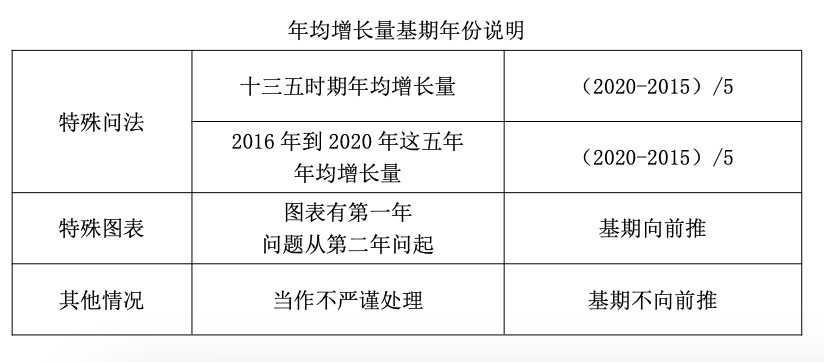 年均增长量基期年份说明
特殊问法
十三五时期年均增长量
（2020-2015）/5
2016 年到 2020 年这五年
年均增长量
（2020-2015）/5
特殊图表
图表有第一年
问题从第二年问起
基期向前推
其他情况
当作不严谨处理
基期不向前推